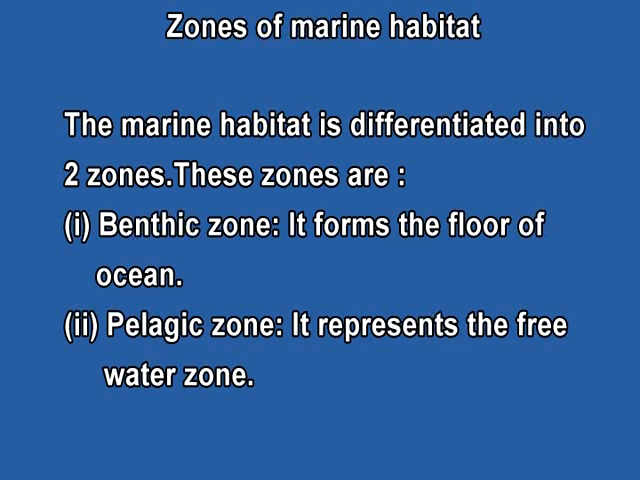 Zones of marine habitat
The marine habitat is differentiated into
2 zones.These zones are :
(i) Benthic zone: It forms the floor of
ocean.
(ii) Pelagic zone: It represents the free
water zone.